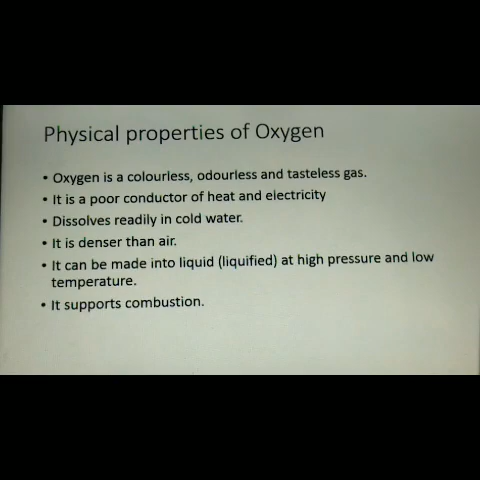 Physical properties of Oxygen
• Oxygen is a colourless, odourless and tasteless gas.
• It is a poor conductor of heat and electricity
• Dissolves readily in cold water.
• It is denser than air.
• It can be made into liquid (liquified) at high pressure and low
temperature.
• It supports combustion.